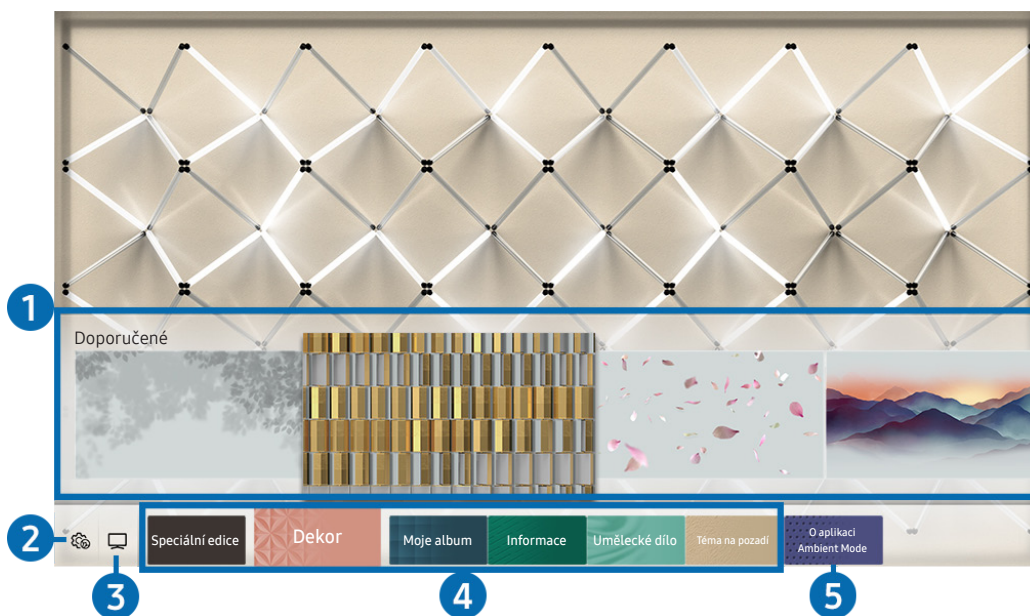 1
Doporučené
2
3
Speciální edice
Dekor
Moje album
Informace
Umělecké dílo
Téma na pozadí
O aplikaci
Ambient Mode
4
5